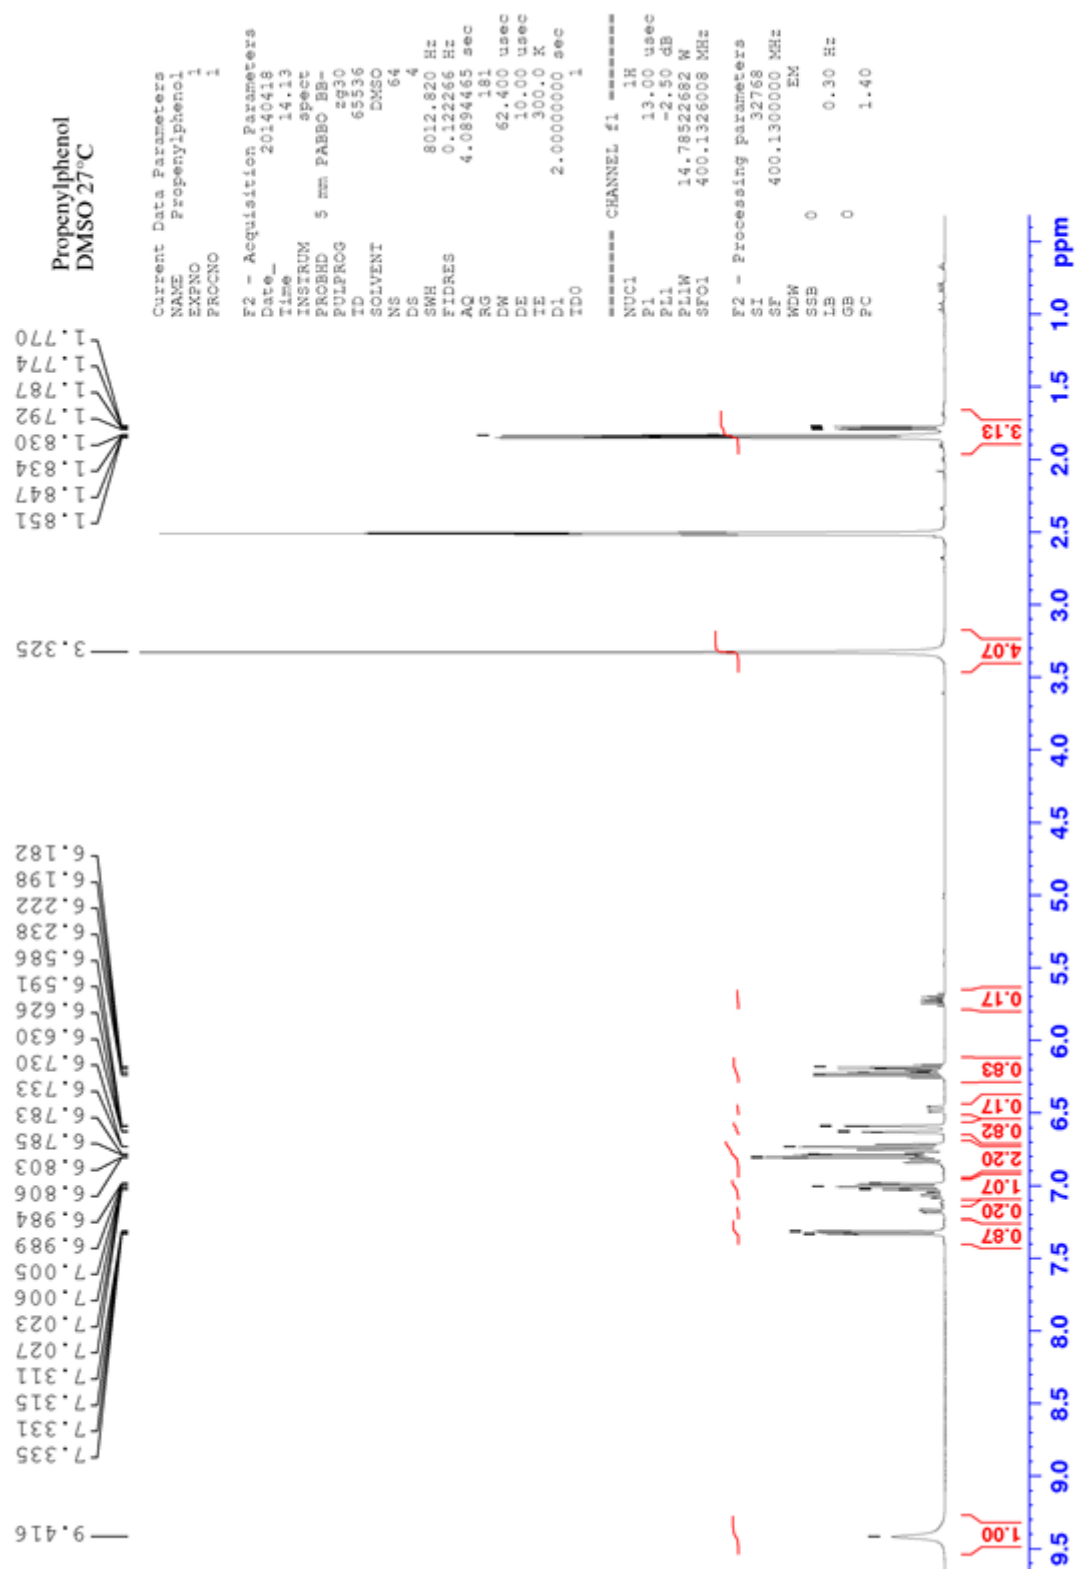 Propenylphenol
DMSO 27°C
Current Data Parameters
NAME Propenylphenol
EXPNO 1
PROCNO 1
F2 - Acquisition Parameters
Date_ 20140418
Time 14.13
INSTRUM spect
PROBHD 5 mm PABBO BB-
PULPROG zg30
TD 65536
SOLVENT DMSO
NS 64
DS 4
SWH 8012.820 Hz
FIDRES 0.122266 Hz
AQ 4.0894465 sec
RG 181
DW 62.400 usec
DE 10.00 usec
TE 300.0 K
D1 2.00000000 sec
TD0 1
======== CHANNEL f1 ========
NUC1 1H
P1 13.00 usec
PL1 -2.50 dB
PL1W 14.78522682 W
SFO1 400.1326008 MHz
F2 - Processing parameters
SI 32768
SF 400.1300000 MHz
WDW EM
SSB 0
LB 0.30 Hz
GB 0
PC 1.40
9.416
7.335
7.331
7.315
7.311
7.027
7.023
7.006
7.005
6.989
6.984
6.806
6.803
6.785
6.783
6.733
6.730
6.630
6.626
6.591
6.586
6.238
6.222
6.198
6.182
3.325
1.851
1.847
1.834
1.830
1.792
1.787
1.774
1.770
1.00
0.87
0.20
1.07
2.20
0.82
0.17
0.83
0.17
4.07
3.13
9.5 9.0 8.5 8.0 7.5 7.0 6.5 6.0 5.5 5.0 4.5 4.0 3.5 3.0 2.5 2.0 1.5 1.0 ppm